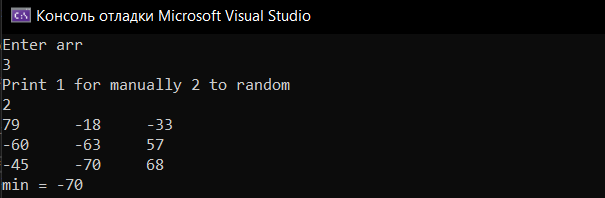 Консоль отладки Microsoft Visual Studio
Enter arr
3
Print 1 for manually 2 to random
2
79 -18 -33
-60 -63 57
-45 -70 68
min = -70